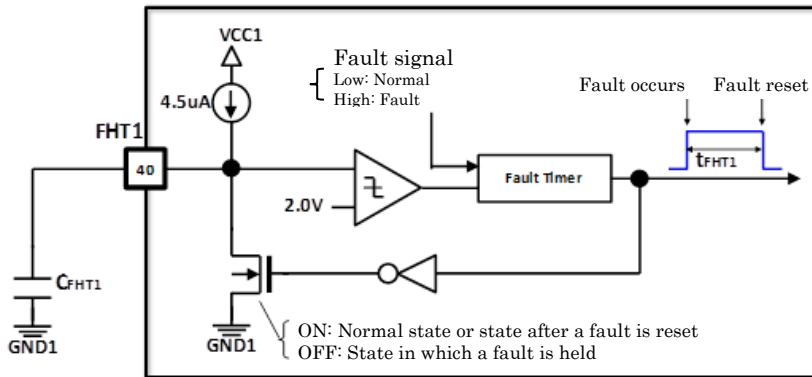 VCC1
Fault signal
Low: Normal
High: Fault
4.5uA
Fault occurs
Fault reset
FHT1
40
tFHT1
Fault Timer
2.0V
CFHT1
GND1
GND1
ON: Normal state or state after a fault is reset
OFF: State in which a fault is held